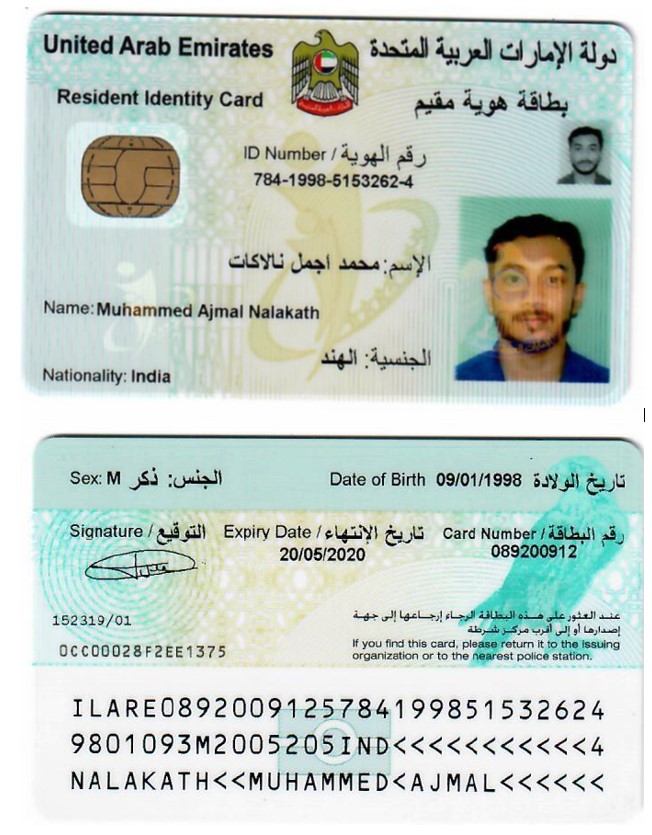 United Arab Emirates دولة الإمارات العربية المتحدة
Resident Identity Card بطاقة هوية مقيم
ID Number / رقم الهوية
784-1998-5153262-4
الإسم: محمد اجمل نالاكات
Name: Muhammed Ajmal Nalakath
الجنسية: الهند
Nationality: India
Sex: M الجنس: ذكر Date of Birth 09/01/1998 تاريخ الولادة
Signature / التوقيع Expiry Date / تاريخ الإنتهاء Card Number / رقم البطاقة
20/05/2020 089200912
152319/01
عند العثور على هذه البطاقة الرجاء إرجاعها إلى جهة
إصدارها أو إلى أقرب مركز شرطة
0CC00028F2EE1375
If you find this card, please return it to the issuing
organization or to the nearest police station.
ILARE0892009125784199851532624
9801093M2005205IND<<<<<<<<<<<4
NALAKATH<<MUHAMMED<AJMAL<<<<<<